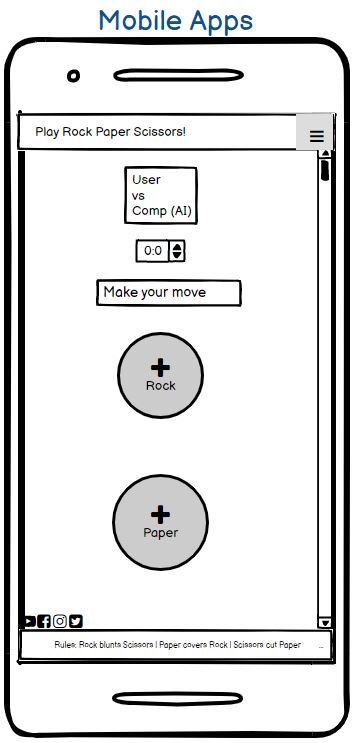 Mobile Apps
Play Rock Paper Scissors!
User
vs
Comp (AI)
0:0
Make your move
Rock
Paper
Rules: Rock blunts Scissors | Paper covers Rock | Scissors cut Paper ...